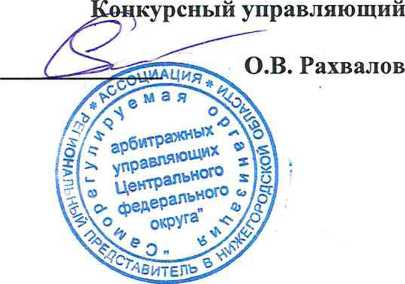 Конкурсный управляющий
О.В. Рахвалов
* АССОЦИАЦИЯ * РЕГИОНАЛЬНЫЙ ПРЕДСТАВИТЕЛЬ В НИЖЕГОРОДСКОЙ ОБЛАСТИ
"Саморегулируемая организация
арбитражных
управляющих
Центрального
федерального
округа"